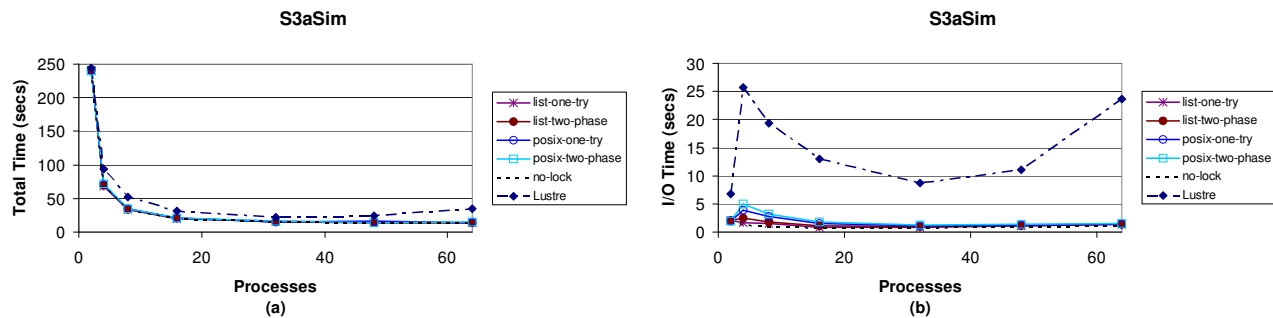 S3aSim
250
200
150
100
50
0
Total Time (secs)
0 20 40 60
Processes
(a)
list-one-try
list-two-phase
posix-one-try
posix-two-phase
no-lock
Lustre
S3aSim
30
25
20
15
10
5
0
I/O Time (secs)
0 20 40 60
Processes
(b)
list-one-try
list-two-phase
posix-one-try
posix-two-phase
no-lock
Lustre